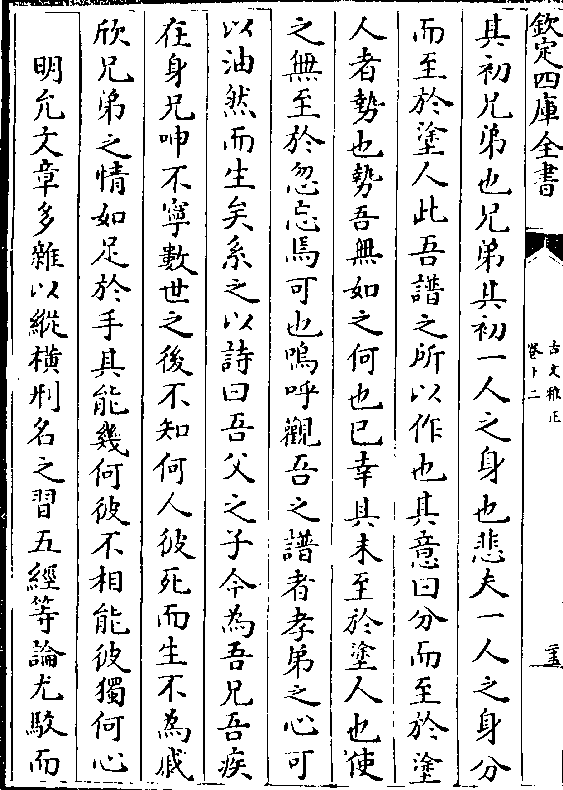 欽定四庫全書
古文雅正
卷十二
其初兄弟也兄弟其初一人之身也悲夫一人之身分
而至於塗人此吾譜之所以作也其意曰分而至於塗
人者勢也勢吾無如之何也已幸其未至於塗人也使
之無至於忽忘焉可也嗚呼觀吾之譜者孝弟之心可
以油然而生矣系之以詩曰吾父之子今為吾兄吾疾
在身兄呻不寧數世之後不知何人彼死而生不為戚
欣兄弟之情如足於手其能幾何彼不相能彼獨何心
明允文章多雜以縱橫刑名之習五經等論尤駁而